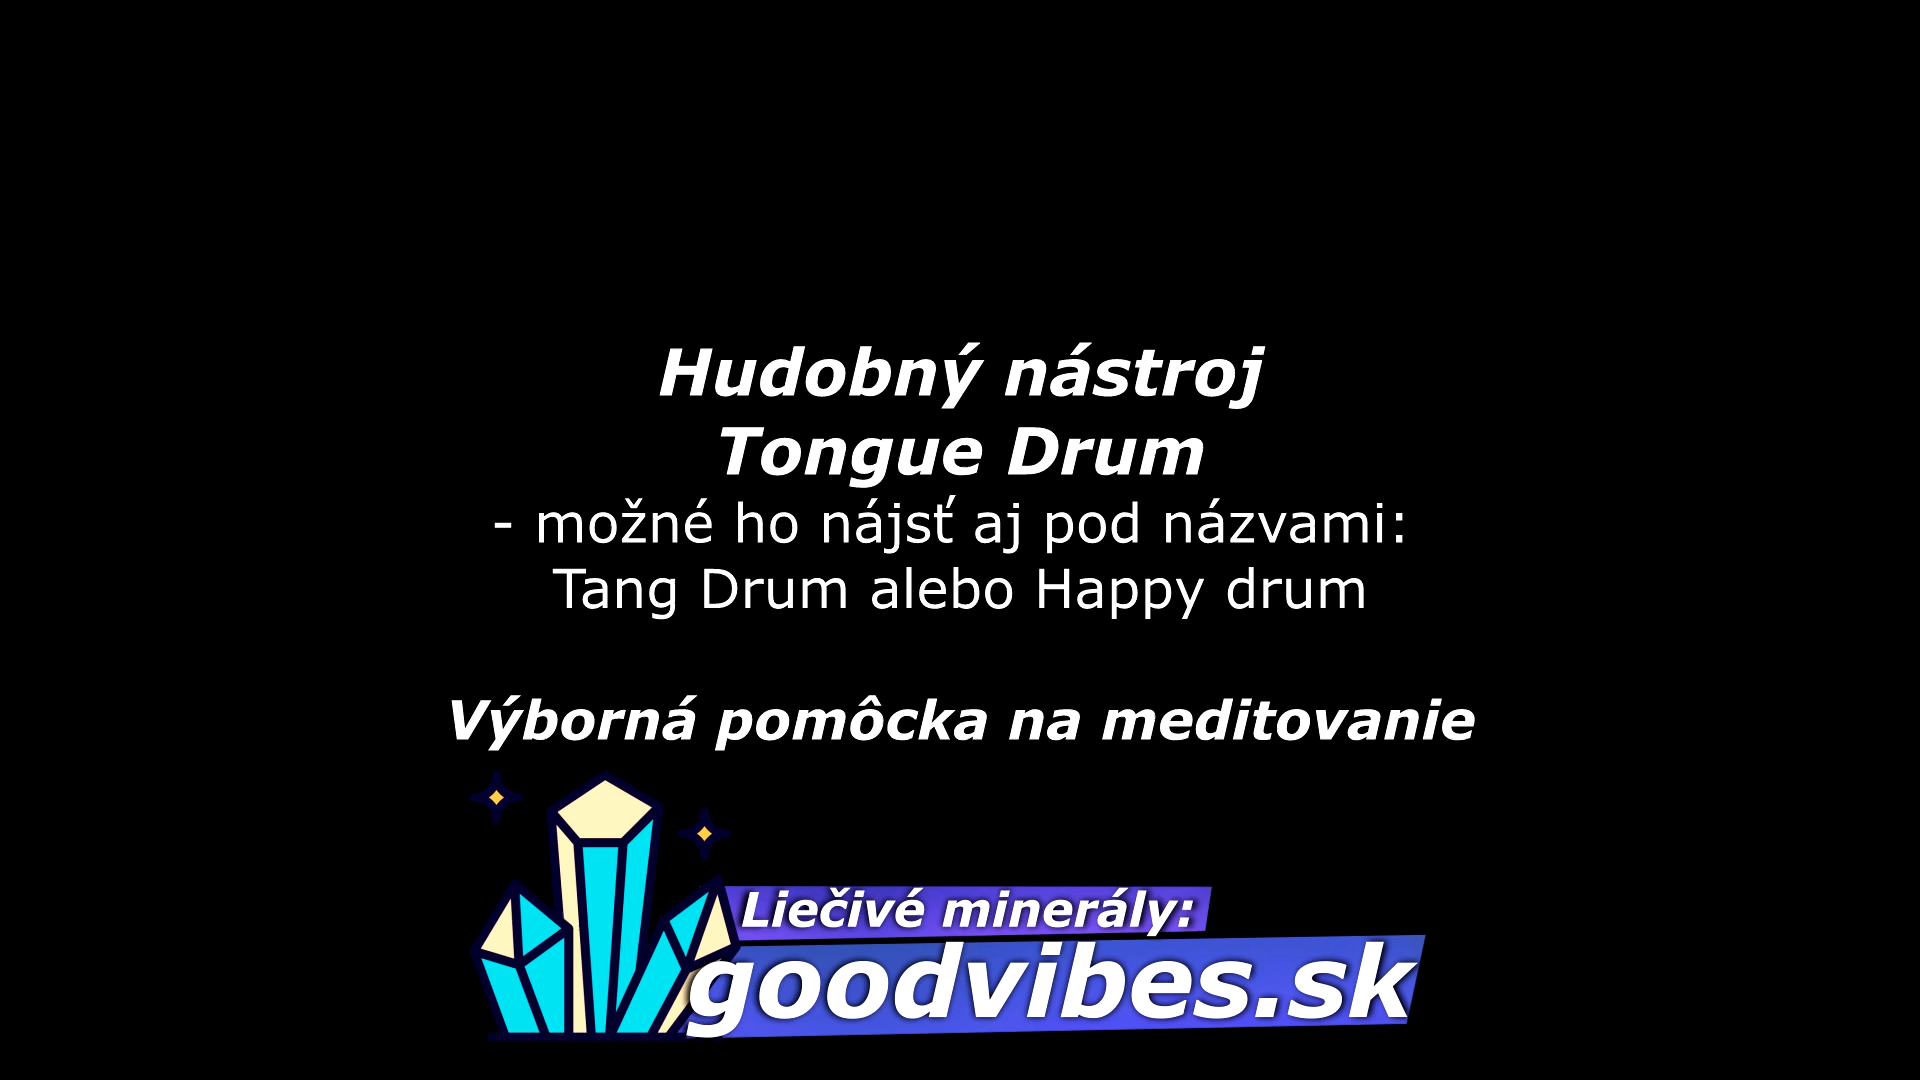 Hudobný nástroj
Tongue Drum
- možné ho nájsť aj pod názvami:
Tang Drum alebo Happy drum
Výborná pomôcka na meditovanie
Liečivé minerály:
goodvibes.sk